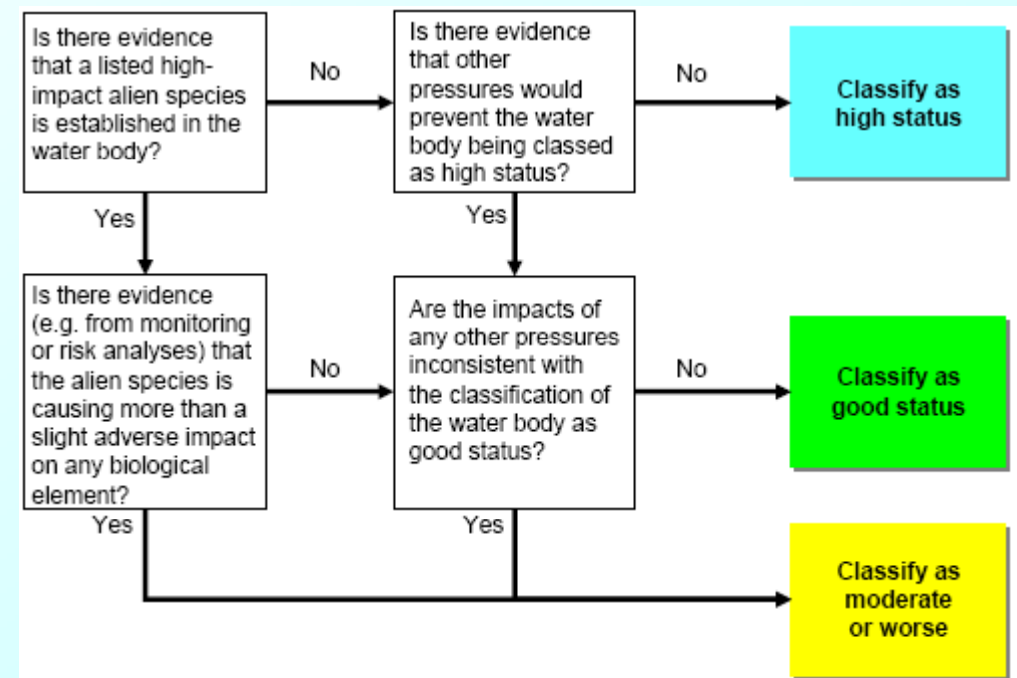 Is there evidence
that a listed high-
impact alien species
is established in the
water body?
No
Is there evidence
that other
pressures would
prevent the water
body being classed
as high status?
No
Classify as
high status
Yes
Yes
Is there evidence
(e.g. from monitoring
or risk analyses) that
the alien species is
causing more than a
slight adverse impact
on any biological
element?
No
Are the impacts of
any other pressures
inconsistent with
the classification of
the water body as
good status?
No
Classify as
good status
Yes
Yes
Classify as
moderate
or worse